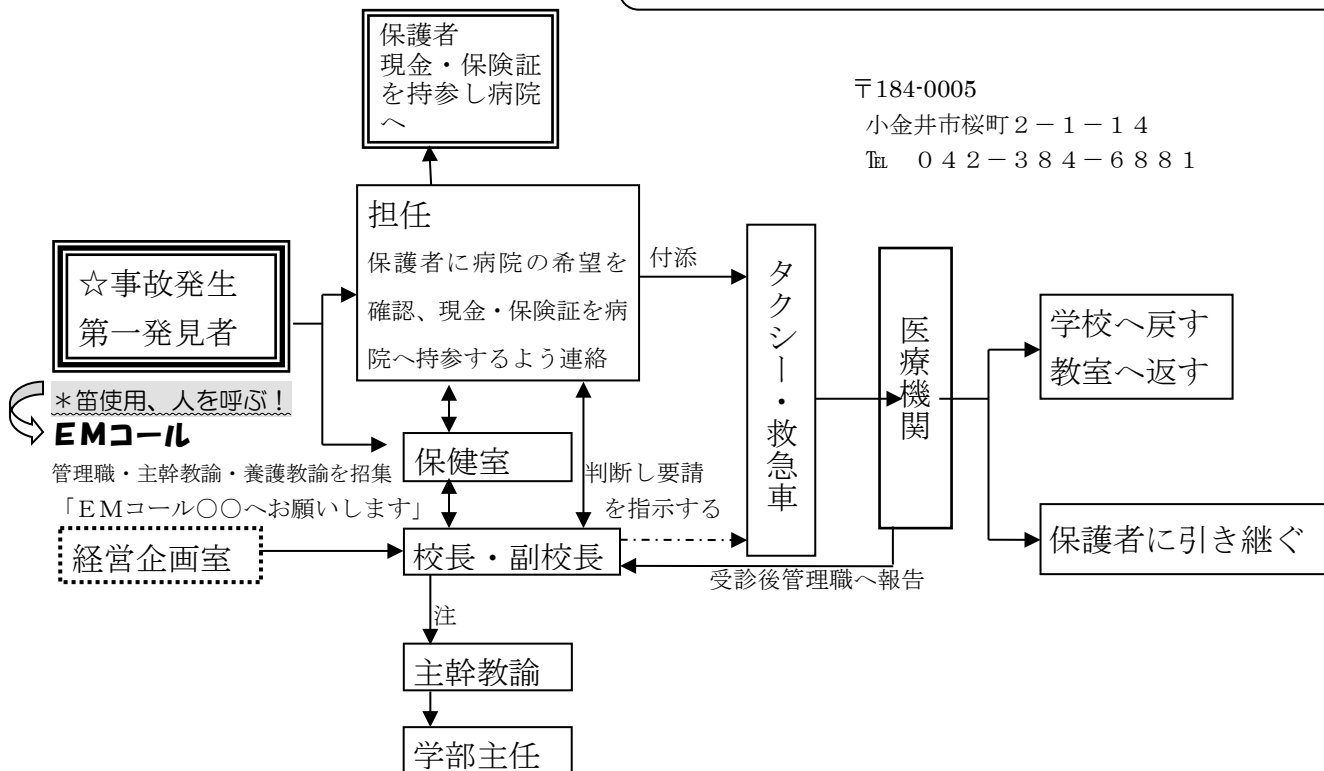 保護者
現金・保険証
を持参し病院
へ
〒184-0005
小金井市桜町２－１－１４
℡　０４２－３８４－６８８１
担任
保護者に病院の希望を
確認、現金・保険証を病
院へ持参するよう連絡
付添
☆事故発生
第一発見者
＊笛使用、人を呼ぶ！
EMコール
管理職・主幹教諭・養護教諭を招集
「ＥＭコール○○へお願いします」
保健室
判断し要請
を指示する
タクシー・救急車
医療機関
学校へ戻す
教室へ返す
保護者に引き継ぐ
経営企画室
校長・副校長
受診後管理職へ報告
注
主幹教諭
学部主任